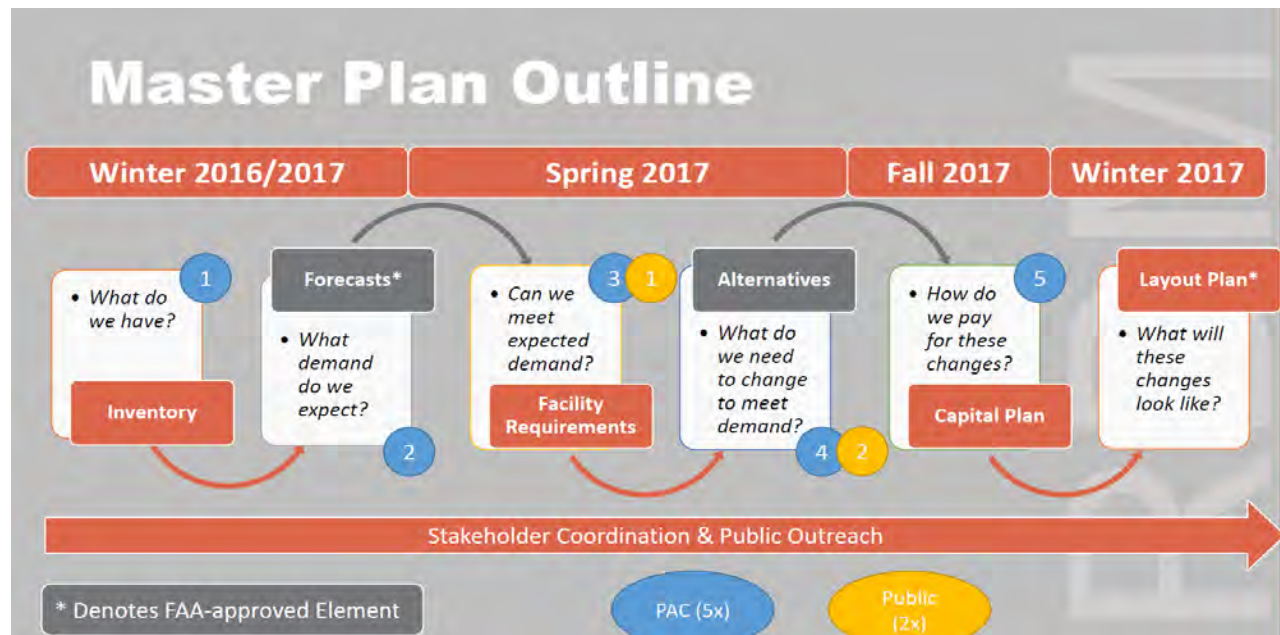 Master Plan Outline
Winter 2016/2017
Spring 2017
Fall 2017
Winter 2017
• What do
we have?
1
Inventory
Forecasts*
• What
demand
do we
expect?
2
• Can we
meet
expected
demand?
3
1
Facility
Requirements
Alternatives
• What do
we need
to change
to meet
demand?
4
2
• How do
we pay
for these
changes?
5
Capital Plan
Layout Plan*
• What will
these
changes
look like?
Stakeholder Coordination & Public Outreach
* Denotes FAA-approved Element
PAC (5x)
Public
(2x)